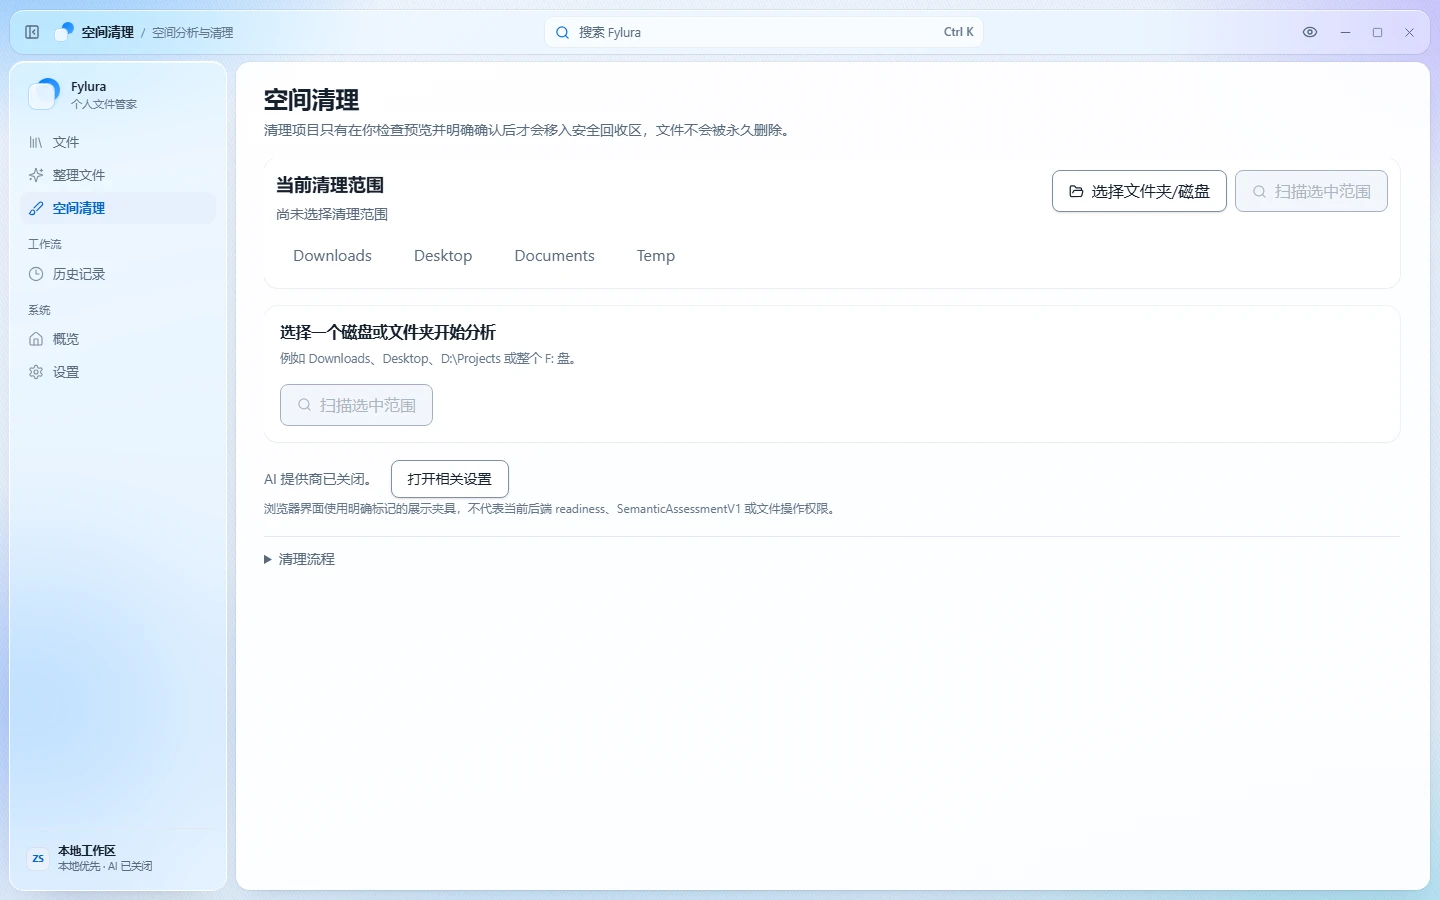 空间清理 / 空间分析与清理
搜索 Fylura
Ctrl K
Fylura
个人文件管家
文件
整理文件
空间清理
工作流
历史记录
系统
概览
设置
ZS
本地工作区
本地优先 · AI 已关闭
空间清理
清理项目只有在你检查预览并明确确认后才会移入安全回收区，文件不会被永久删除。
当前清理范围
尚未选择清理范围
选择文件夹/磁盘
扫描选中范围
Downloads Desktop Documents Temp
选择一个磁盘或文件夹开始分析
例如 Downloads、Desktop、D:\Projects 或整个 F: 盘。
扫描选中范围
AI 提供商已关闭。
打开相关设置
浏览器界面使用明确标记的展示夹具，不代表当前后端 readiness、SemanticAssessmentV1 或文件操作权限。
清理流程